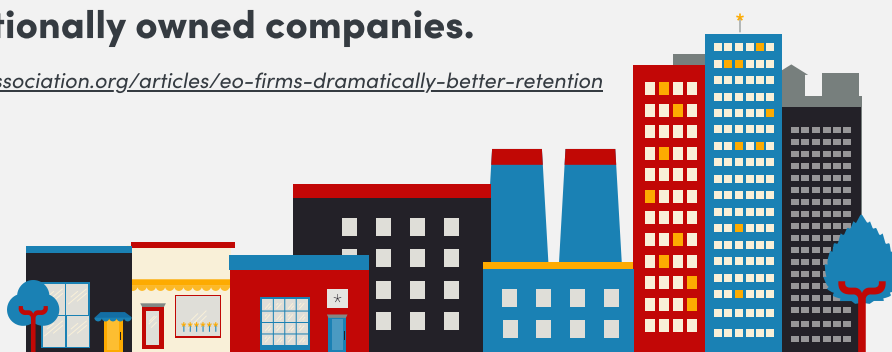 tionally owned companies.
ssociation.org/articles/eo-firms-dramatically-better-retention